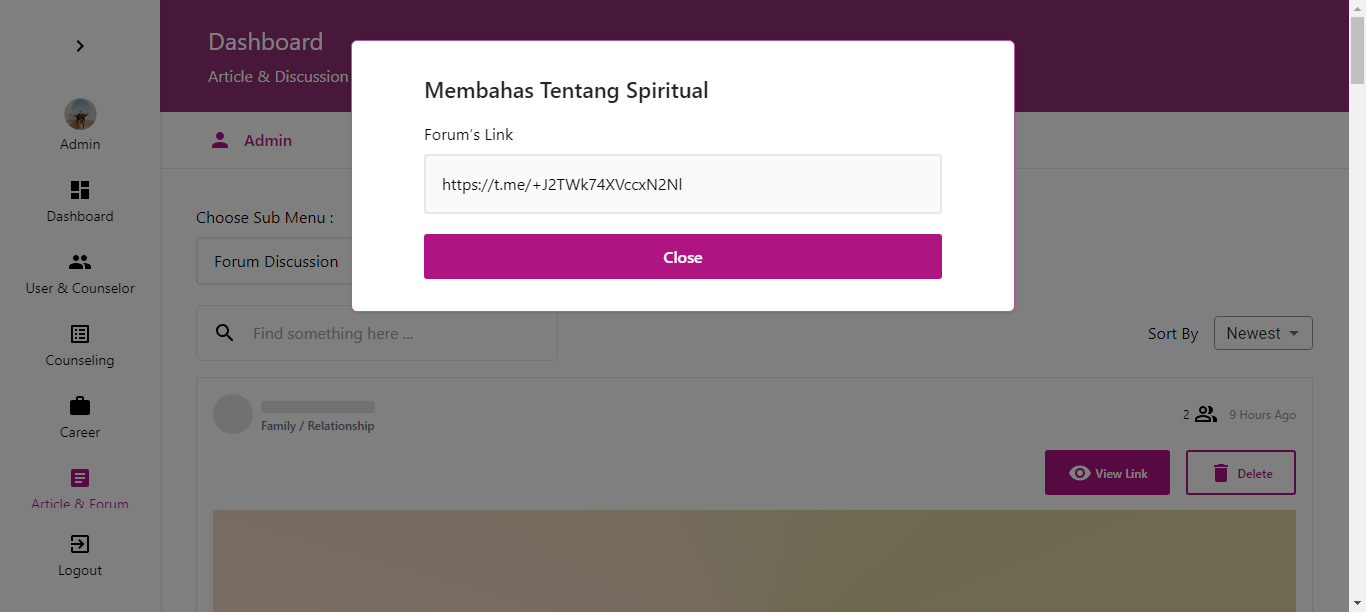 Admin
Dashboard
User & Counselor
Counseling
Career
Article & Forum
Logout
Dashboard
Article & Discussion
Admin
Choose Sub Menu :
Forum Discussion
Membahas Tentang Spiritual
Forum's Link
https://t.me/+J2TWk74XVccxN2Nl
Close
Find something here ...
Sort By
Newest
Family / Relationship
2
9 Hours Ago
View Link
Delete